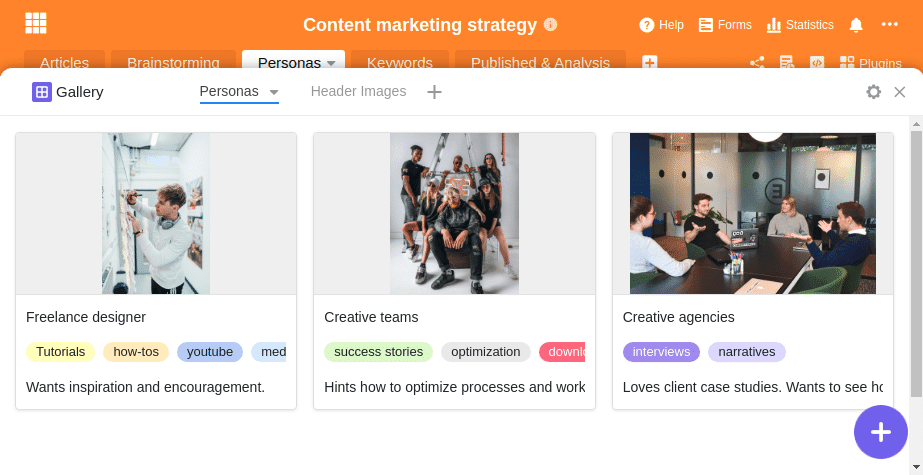 Content marketing strategy
Help
Forms
Statistics
Articles
Brainstorming
Personas
Keywords
Published & Analysis
Plugins
Gallery
Personas
Header Images
Freelance designer
Tutorials how-tos youtube med
Wants inspiration and encouragement.
Creative teams
success stories optimization downlo
Hints how to optimize processes and work
Creative agencies
interviews narratives
Loves client case studies. Wants to see ho